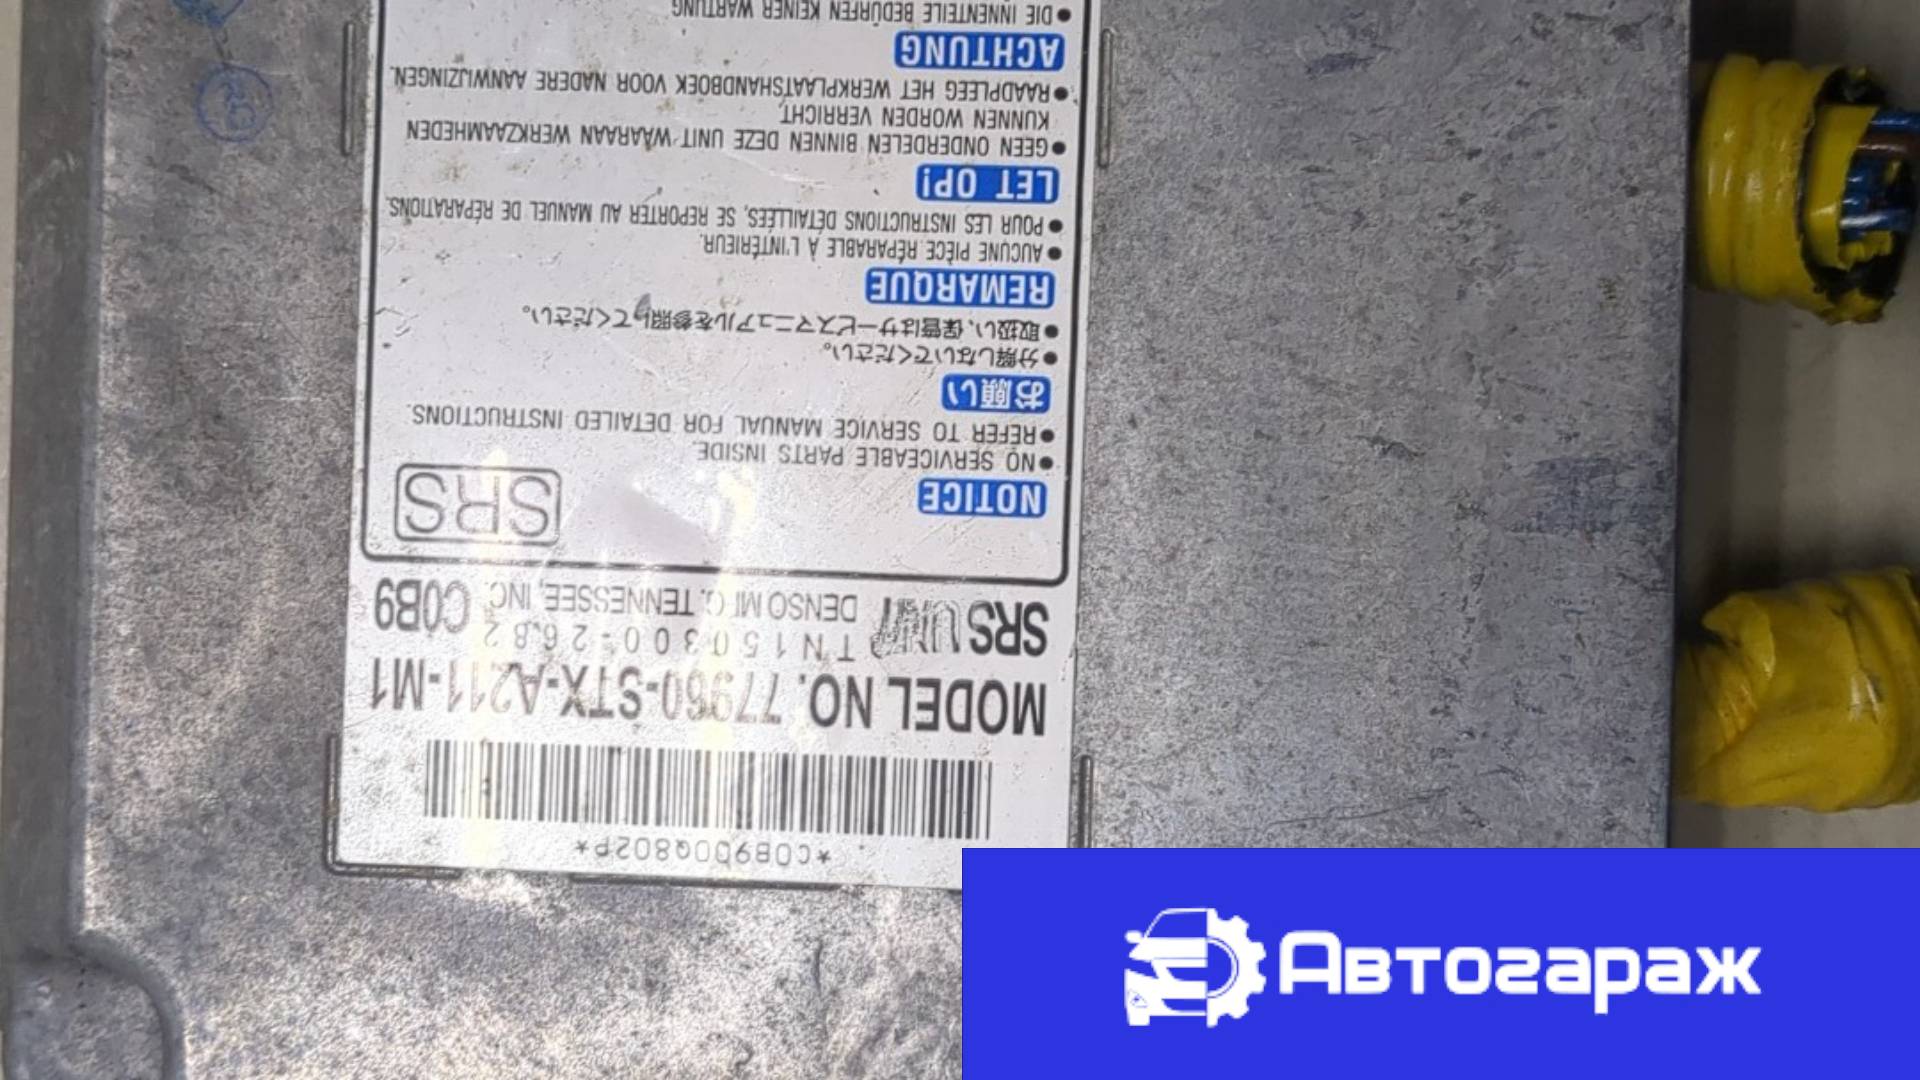 *C0B90Q802P*
MODEL NO. 77960-STX-A211-M1
TN150300-2682
SRS UNIT DENSO MFG. TENNESSEE, INC. C0B9
NOTICE
SRS
●NO SERVICEABLE PARTS INSIDE.
●REFER TO SERVICE MANUAL FOR DETAILED INSTRUCTIONS.
お願い
●分解しないでください。
●取扱い、保管はサービスマニュアルを参照してください。
REMARQUE
●AUCUNE PIÈCE RÉPARABLE À L'INTÉRIEUR.
●POUR LES INSTRUCTIONS DÉTAILLÉES, SE REPORTER AU MANUEL DE RÉPARATIONS.
LET OP!
●GEEN ONDERDELEN BINNEN DEZE UNIT WAARAAN WERKZAAMHEDEN
KUNNEN WORDEN VERRICHT.
●RAADPLEEG HET WERKPLAATSHANDBOEK VOOR NADERE AANWIJZINGEN.
ACHTUNG
●DIE INNENTEILE BEDÜRFEN KEINER WARTUNG
Автогараж